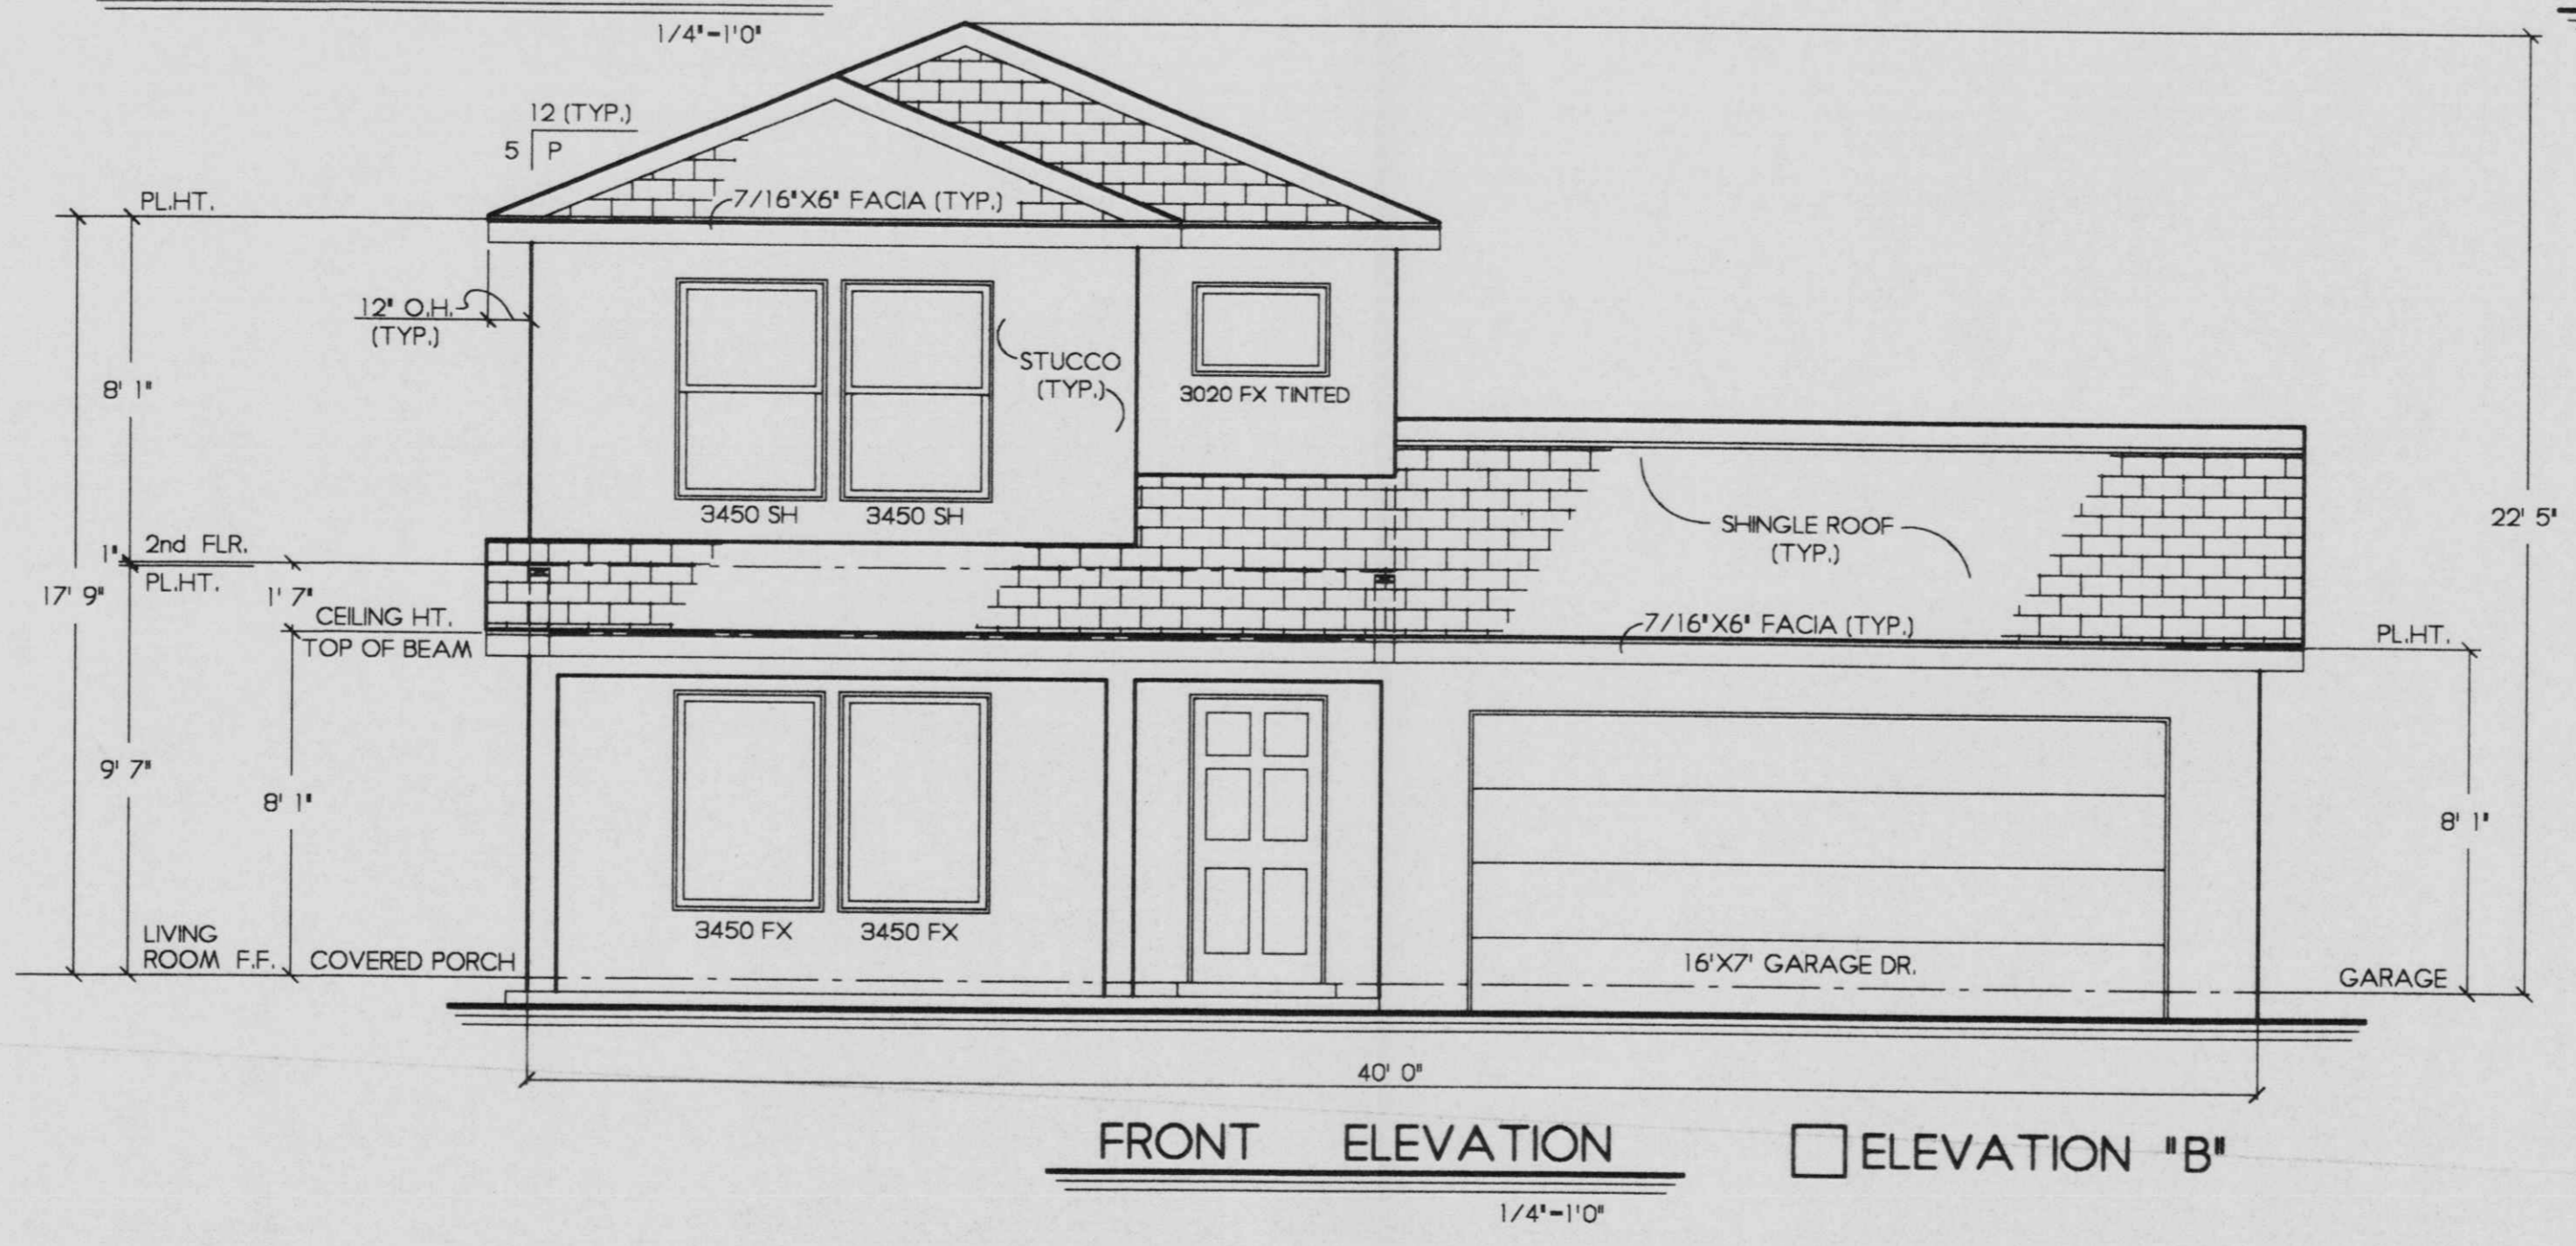 1/4"-1'0"
12 (TYP.)
5 P
PL.HT.
7/16"X6" FACIA (TYP.)
12" O.H.
(TYP.)
8' 1"
STUCCO
(TYP.)
3020 FX TINTED
3450 SH
3450 SH
SHINGLE ROOF
(TYP.)
22' 5"
1"
2nd FLR.
PL.HT.
17' 9"
1' 7"
CEILING HT.
TOP OF BEAM
7/16"X6" FACIA (TYP.)
PL.HT.
9' 7"
8' 1"
8' 1"
3450 FX
3450 FX
LIVING
ROOM F.F.
COVERED PORCH
16'X7' GARAGE DR.
GARAGE
40' 0"
FRONT ELEVATION
ELEVATION "B"
1/4"-1'0"